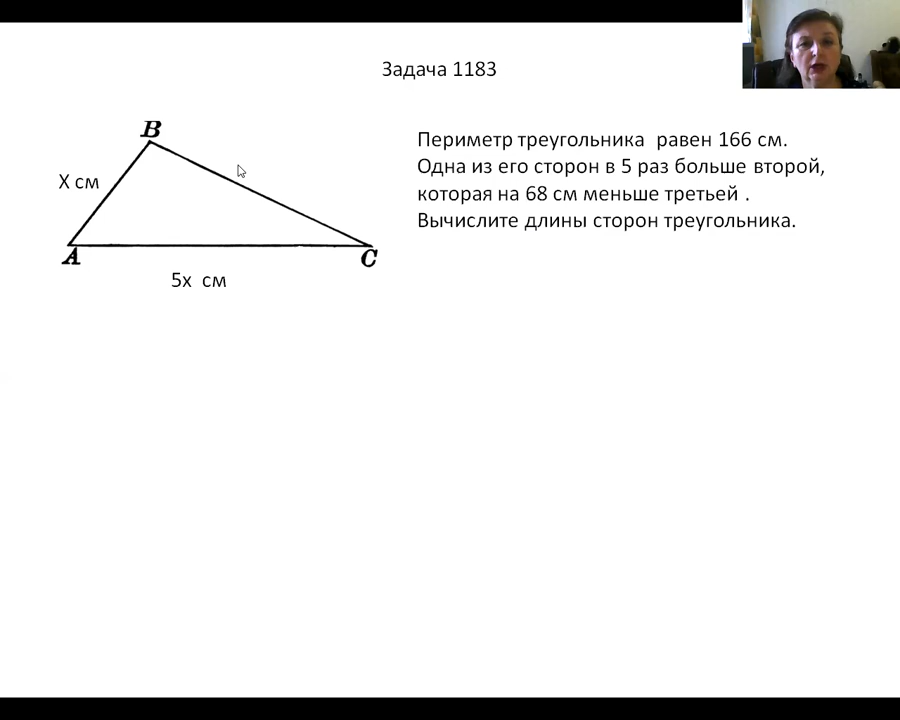 Задача 1183
B
X см
A
C
5x см
Периметр треугольника равен 166 см.
Одна из его сторон в 5 раз больше второй,
которая на 68 см меньше третьей .
Вычислите длины сторон треугольника.